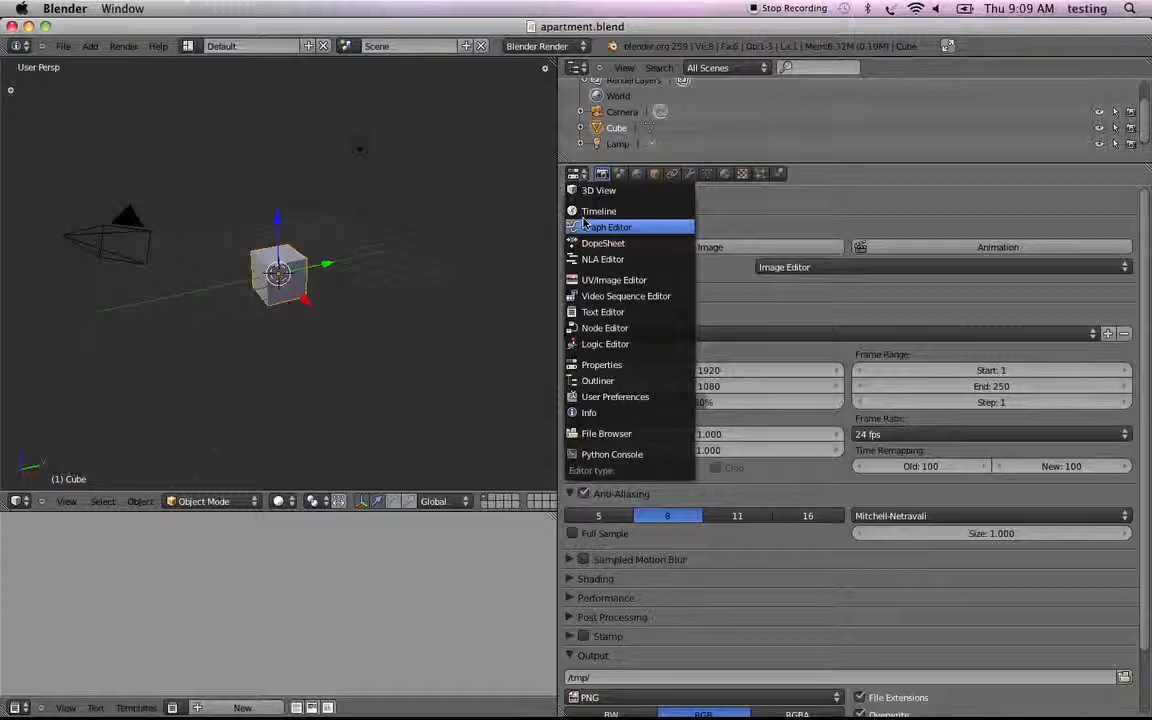 Blender Window Stop Recording Thu 9:09 AM testing
apartment.blend
File Add Render Help Default Scene Blender Render blender.org 259 | Ve:8 | Fa:6 | Ob:1-3 | La:1 | Mem:6.32M (0.10M) | Cube
User Persp
View Search All Scenes
RenderLayers
World
Camera
Cube
Lamp
3D View
Timeline
Graph Editor
DopeSheet
NLA Editor
UV/Image Editor
Video Sequence Editor
Text Editor
Node Editor
Logic Editor
Properties
Outliner
User Preferences
Info
File Browser
Python Console
Editor type:
Image Animation
Image Editor
Frame Range:
1920 Start: 1
1080 End: 250
Step: 1
Frame Rate:
1.000 24 fps
1.000 Time Remapping:
Crop Old: 100 New: 100
(1) Cube
View Select Object Object Mode Global
Anti-Aliasing
5 8 11 16 Mitchell-Netravali
Full Sample Size: 1.000
Sampled Motion Blur
Shading
Performance
Post Processing
Stamp
Output
/tmp/
PNG File Extensions
BW RGB RGBA Overwrite
View Text Templates New